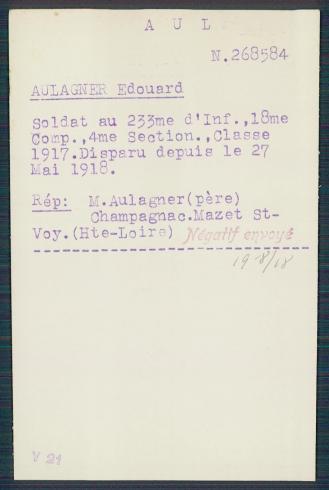 A U L
N.268584
AULAGNER Edouard
Soldat au 233me d'Inf.,18me
Comp.,4me Section.,Classe
1917.Disparu depuis le 27
Mai 1918.
Rép: M.Aulagner(père)
Champagnac.Mazet St-
Voy.(Hte-Loire) Négatif envoyé
19/8/18
V 21